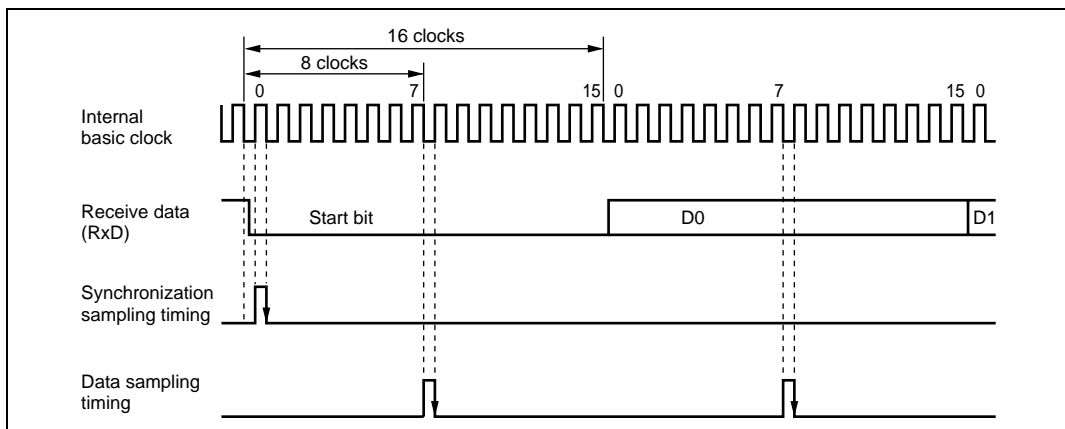 16 clocks
8 clocks
0 7 15 0 7 15 0
Internal
basic clock
Receive data
(RxD)
Start bit D0 D1
Synchronization
sampling timing
Data sampling
timing